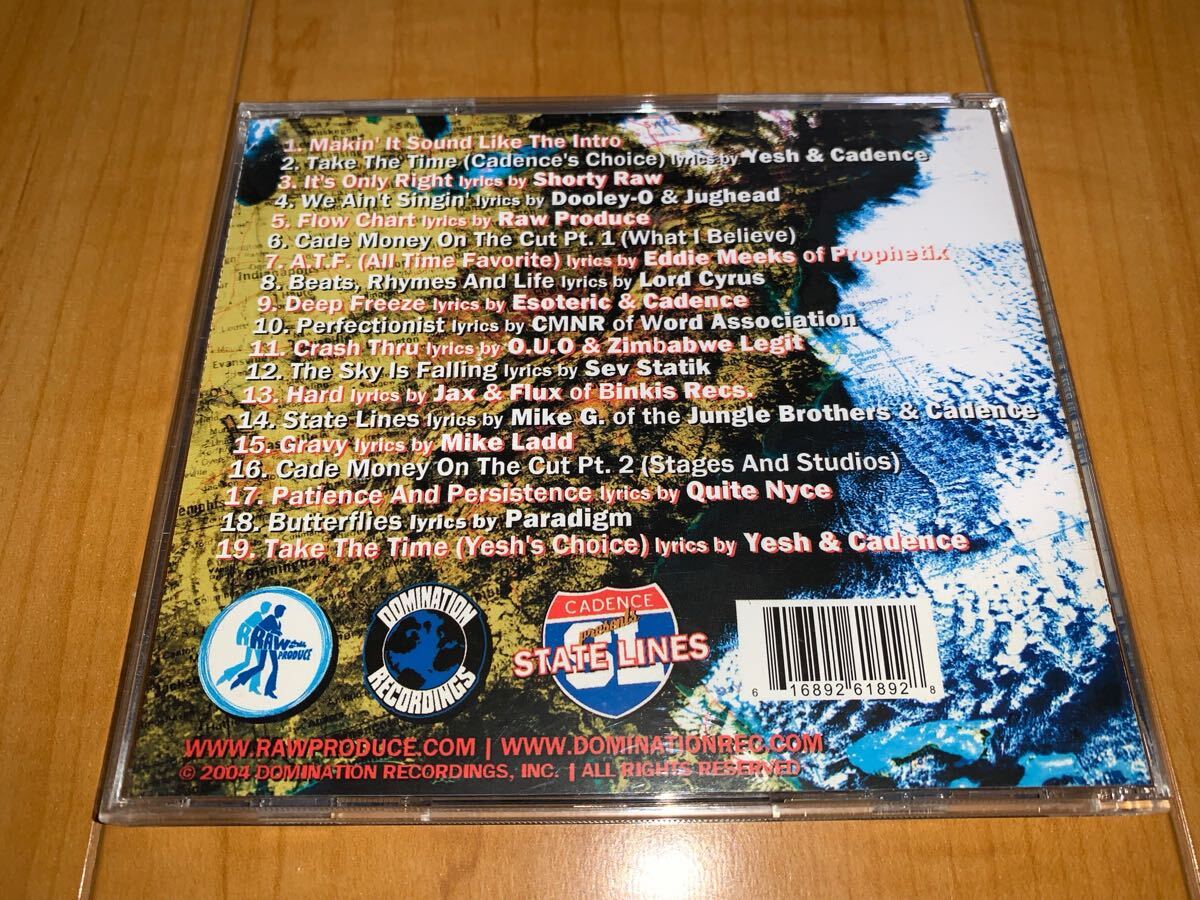 1. Makin' It Sound Like The Intro
2. Take The Time (Cadence's Choice) lyrics by Yesh & Cadence
3. It's Only Right lyrics by Shorty Raw
4. We Ain't Singin' lyrics by Dooley-O & Jughead
5. Flow Chart lyrics by Raw Produce
6. Cade Money On The Cut Pt. 1 (What I Believe)
7. A.T.F. (All Time Favorite) lyrics by Eddie Meeks of Prophetix
8. Beats, Rhymes And Life lyrics by Lord Cyrus
9. Deep Freeze lyrics by Esoteric & Cadence
10. Perfectionist lyrics by CMNR of Word Association
11. Crash Thru lyrics by O.U.O & Zimbabwe Legit
12. The Sky Is Falling lyrics by Sev Statik
13. Hard lyrics by Jax & Flux of Binkis Recs.
14. State Lines lyrics by Mike G. of the Jungle Brothers & Cadence
15. Gravy lyrics by Mike Ladd
16. Cade Money On The Cut Pt. 2 (Stages And Studios)
17. Patience And Persistence lyrics by Quite Nyce
18. Butterflies lyrics by Paradigm
19. Take The Time (Yesh's Choice) lyrics by Yesh & Cadence
Birmingham
RAW
PRODUCE
DOMINATION
RECORDINGS
CADENCE
presents
STATE LINES
6 16892 61892 8
WWW.RAWPRODUCE.COM | WWW.DOMINATIONREC.COM
© 2004 DOMINATION RECORDINGS, INC. | ALL RIGHTS RESERVED